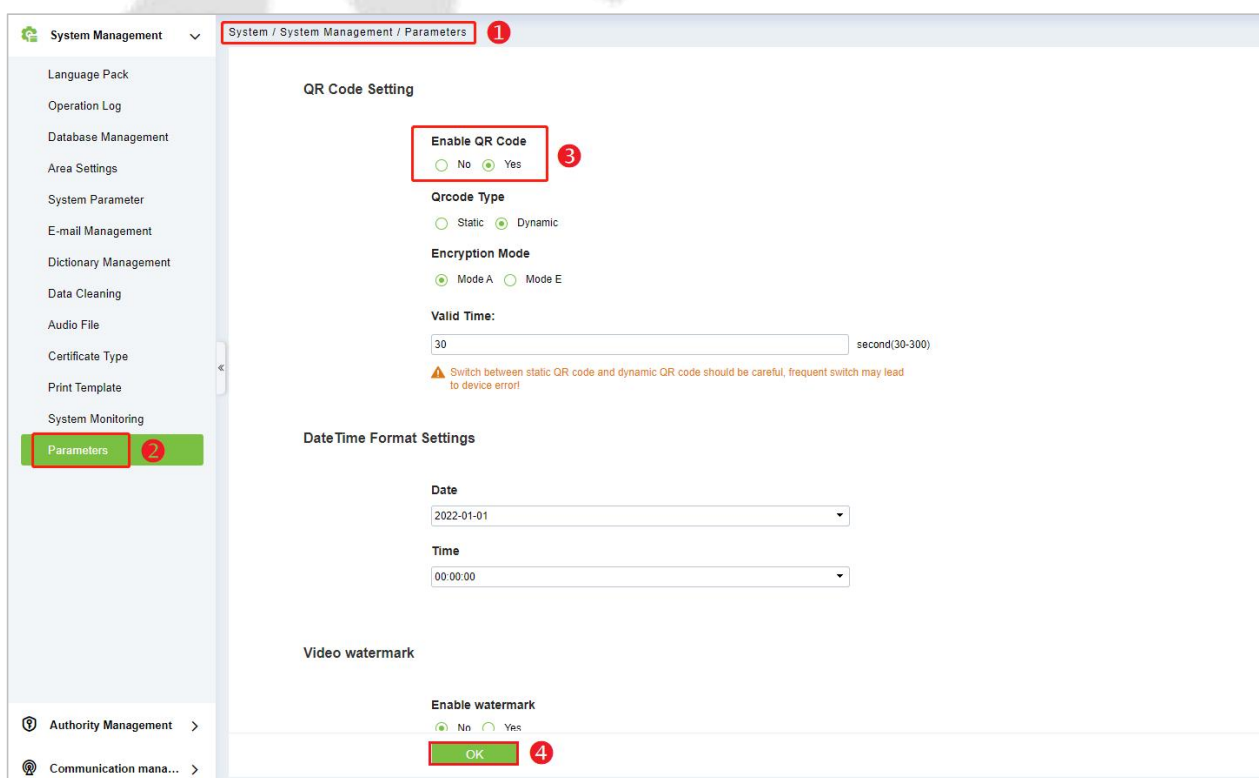 System Management
System / System Management / Parameters
1
Language Pack
Operation Log
Database Management
Area Settings
System Parameter
E-mail Management
Dictionary Management
Data Cleaning
Audio File
Certificate Type
Print Template
System Monitoring
Parameters
2
Authority Management
Communication mana...
QR Code Setting
Enable QR Code
No Yes
3
Qrcode Type
Static Dynamic
Encryption Mode
Mode A Mode E
Valid Time:
30 second(30-300)
Switch between static QR code and dynamic QR code should be careful, frequent switch may lead
to device error!
DateTime Format Settings
Date
2022-01-01
Time
00:00:00
Video watermark
Enable watermark
No Yes
OK
4